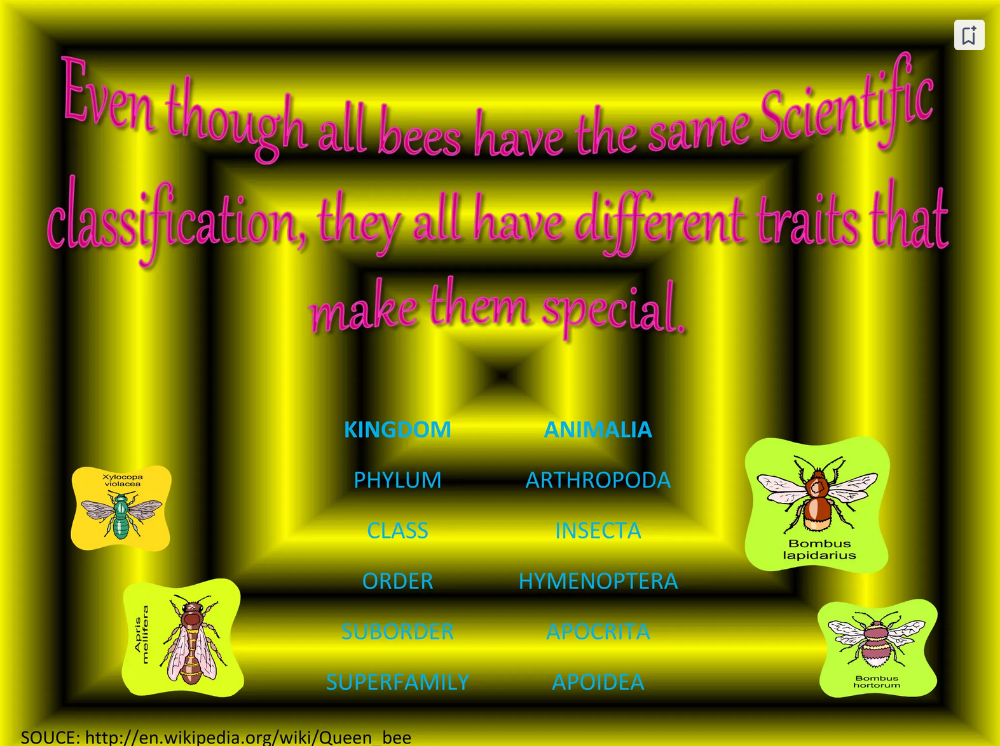 Even though all bees have the same Scientific
classification, they all have different traits that
make them special.
KINGDOM ANIMALIA
PHYLUM ARTHROPODA
CLASS INSECTA
ORDER HYMENOPTERA
SUBORDER APOCRITA
SUPERFAMILY APOIDEA
Xylocopa
violacea
Apris
mellifera
Bombus
lapidarius
Bombus
hortorum
SOUCE: http://en.wikipedia.org/wiki/Queen_bee